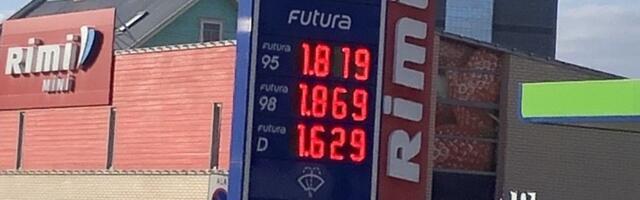 Rimi
MINI
FUTURA
FUTURA
95 1.819
FUTURA
98 1.869
FUTURA
D 1.629
Rimi